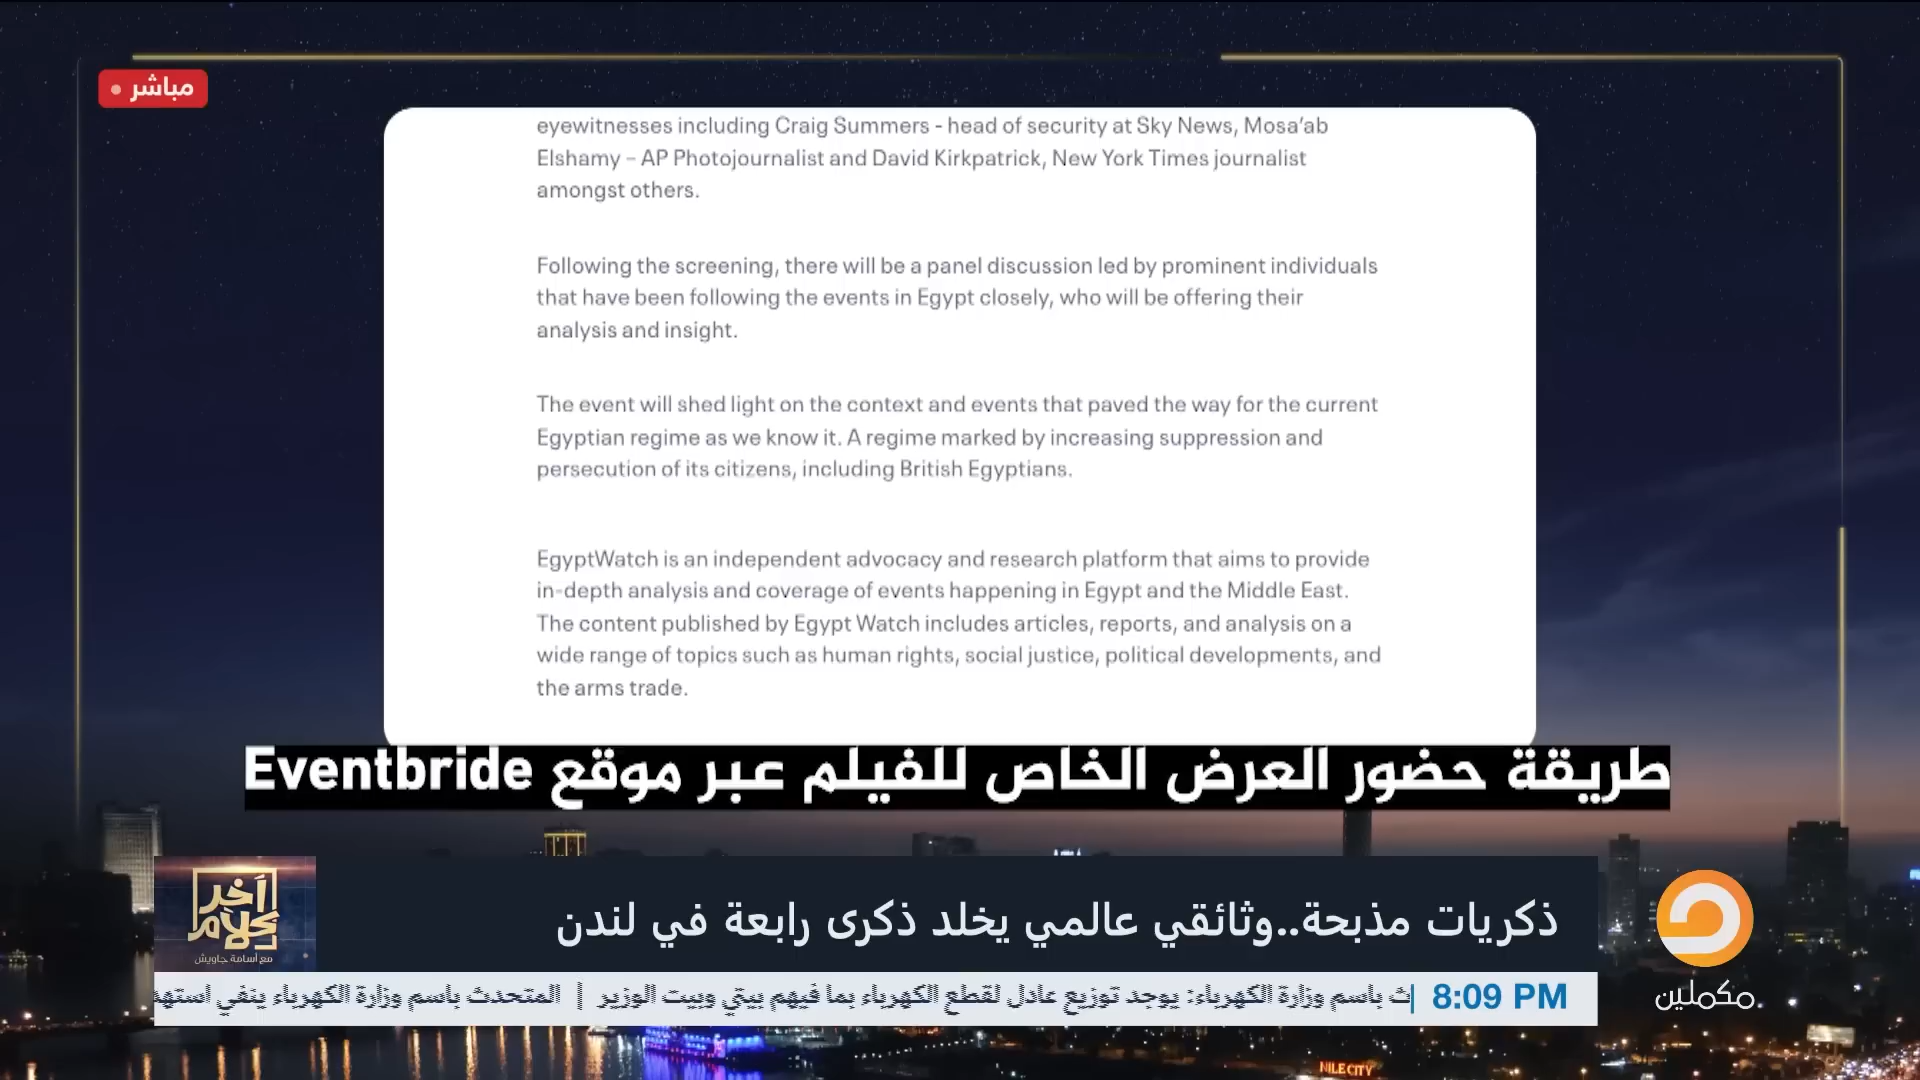 مباشر
eyewitnesses including Craig Summers - head of security at Sky News, Mosa’ab
Elshamy – AP Photojournalist and David Kirkpatrick, New York Times journalist
amongst others.
Following the screening, there will be a panel discussion led by prominent individuals
that have been following the events in Egypt closely, who will be offering their
analysis and insight.
The event will shed light on the context and events that paved the way for the current
Egyptian regime as we know it. A regime marked by increasing suppression and
persecution of its citizens, including British Egyptians.
EgyptWatch is an independent advocacy and research platform that aims to provide
in-depth analysis and coverage of events happening in Egypt and the Middle East.
The content published by Egypt Watch includes articles, reports, and analysis on a
wide range of topics such as human rights, social justice, political developments, and
the arms trade.
طريقة حضور العرض الخاص للفيلم عبر موقع Eventbride
ذكريات مذبحة..وثائقي عالمي يخلد ذكرى رابعة في لندن
آخر
كلام
مع أسامة جاويش
8:09 PM
باسم وزارة الكهرباء: يوجد توزيع عادل لقطع الكهرباء بما فيهم بيتي وبيت الوزير | المتحدث باسم وزارة الكهرباء ينفي
مكملين
NILE CITY